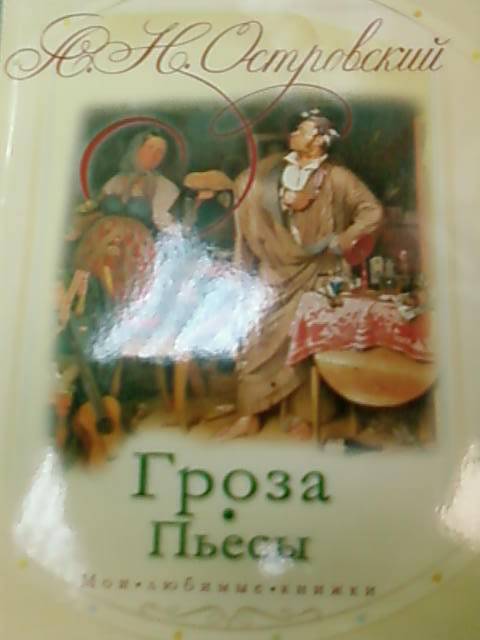 А. Н. Островский
Гроза
•
Пьесы
Мои • любимые • книжки